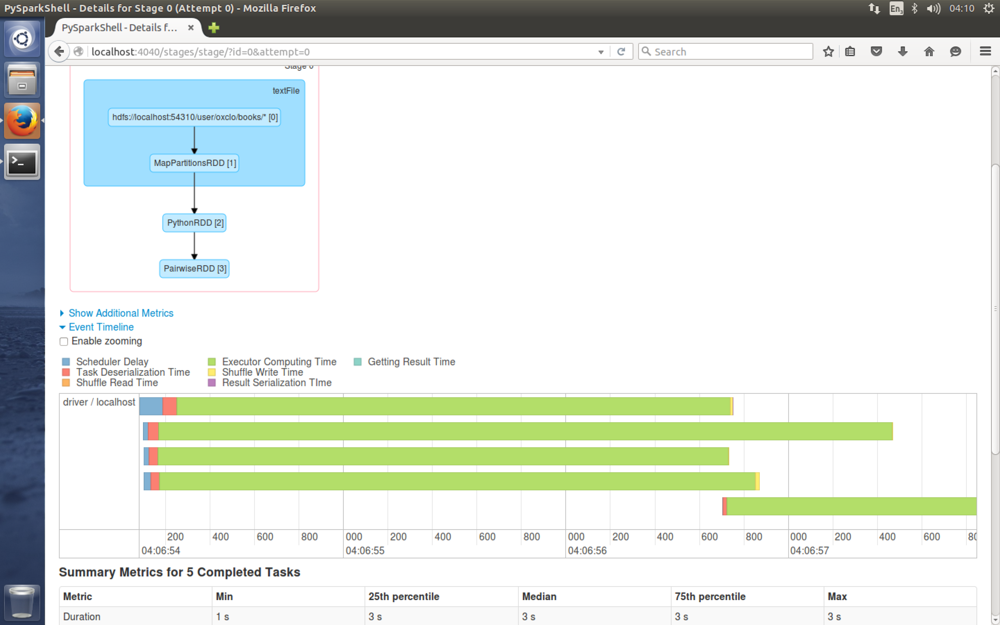 PySparkShell - Details for Stage 0 (Attempt 0) - Mozilla Firefox
En3
04:10
PySparkShell - Details f...
localhost:4040/stages/stage/?id=0&attempt=0
Search
Stage 0
textFile
hdfs://localhost:54310/user/oxclo/books/* [0]
MapPartitionsRDD [1]
PythonRDD [2]
PairwiseRDD [3]
Show Additional Metrics
Event Timeline
Enable zooming
Scheduler Delay Executor Computing Time Getting Result Time
Task Deserialization Time Shuffle Write Time
Shuffle Read Time Result Serialization TIme
driver / localhost
200 400 600 800 000 200 400 600 800 000 200 400 600 800 000 200 400 600 80
04:06:54 04:06:55 04:06:56 04:06:57
Summary Metrics for 5 Completed Tasks
Metric Min 25th percentile Median 75th percentile Max
Duration 1 s 3 s 3 s 3 s 3 s